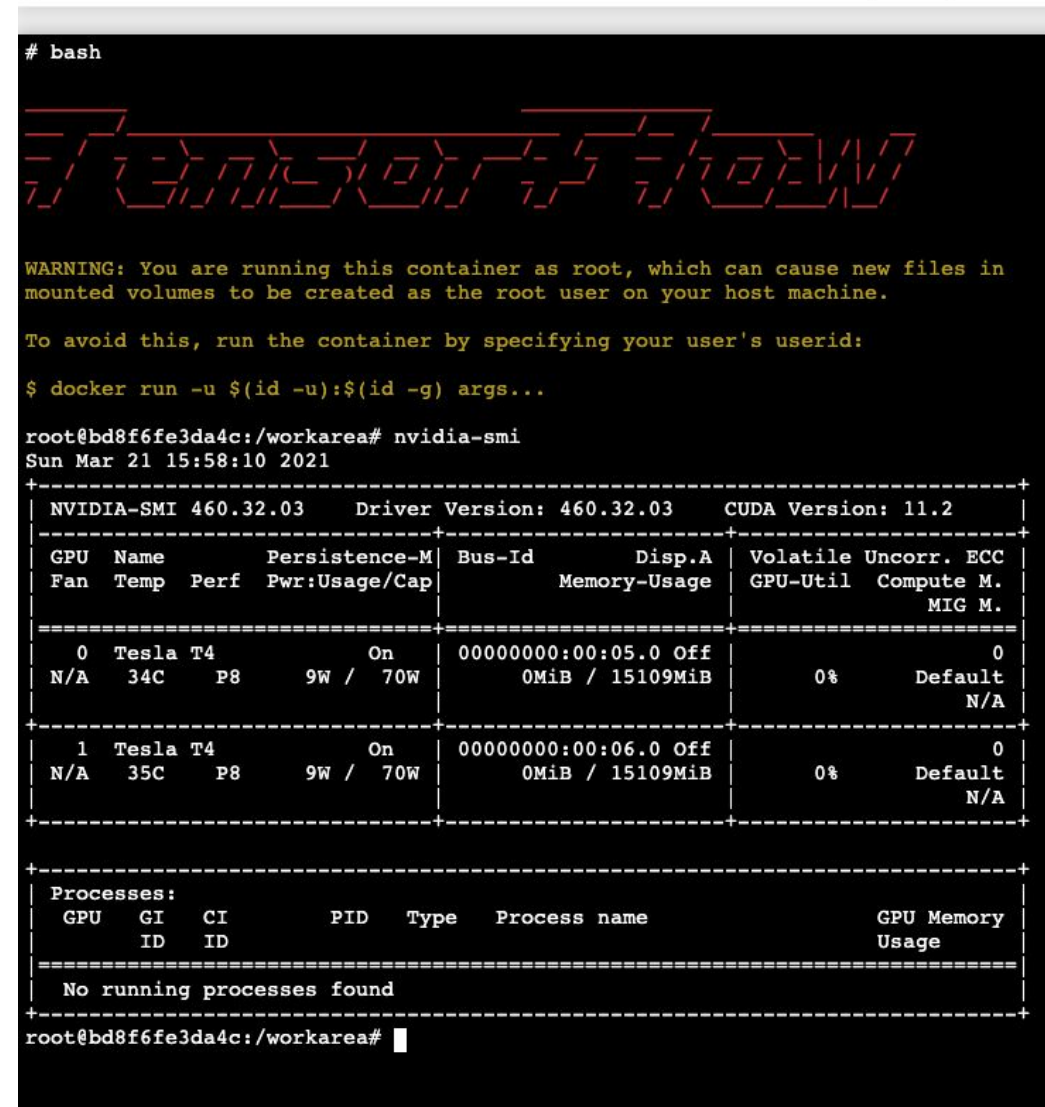 # bash
TensorFlow
WARNING: You are running this container as root, which can cause new files in
mounted volumes to be created as the root user on your host machine.
To avoid this, run the container by specifying your user's userid:
$ docker run -u $(id -u):$(id -g) args...
root@bd8f6fe3da4c:/workarea# nvidia-smi
Sun Mar 21 15:58:10 2021
+-----------------------------------------------------------------------------+
| NVIDIA-SMI 460.32.03    Driver Version: 460.32.03    CUDA Version: 11.2     |
|-------------------------------+----------------------+----------------------+
| GPU  Name        Persistence-M| Bus-Id        Disp.A | Volatile Uncorr. ECC |
| Fan  Temp  Perf  Pwr:Usage/Cap|         Memory-Usage | GPU-Util  Compute M. |
|                               |                      |               MIG M. |
|===============================+======================+======================|
|   0  Tesla T4            On   | 00000000:00:05.0 Off |                    0 |
| N/A   34C    P8     9W /  70W |      0MiB / 15109MiB |      0%      Default |
|                               |                      |                  N/A |
+-------------------------------+----------------------+----------------------+
|   1  Tesla T4            On   | 00000000:00:06.0 Off |                    0 |
| N/A   35C    P8     9W /  70W |      0MiB / 15109MiB |      0%      Default |
|                               |                      |                  N/A |
+-------------------------------+----------------------+----------------------+
+-----------------------------------------------------------------------------+
| Processes:                                                                  |
|  GPU   GI   CI        PID   Type   Process name                  GPU Memory |
|        ID   ID                                                   Usage      |
|=============================================================================|
|  No running processes found                                                 |
+-----------------------------------------------------------------------------+
root@bd8f6fe3da4c:/workarea#